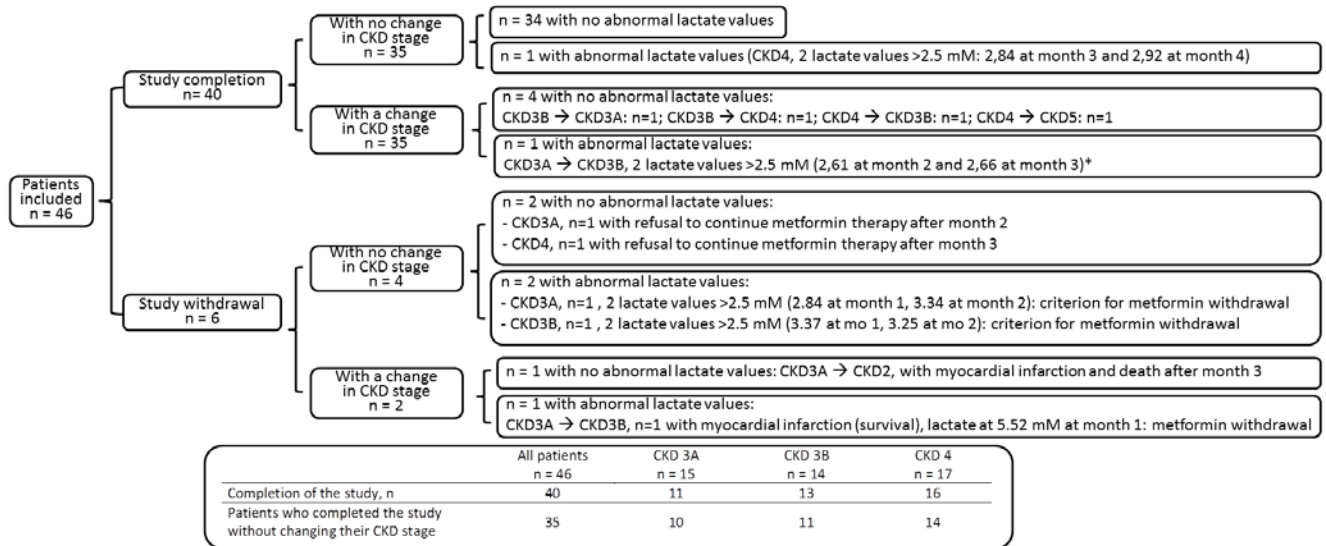 Patients
included
n = 46
Study completion
n= 40
With no change
in CKD stage
n = 35
n = 34 with no abnormal lactate values
n = 1 with abnormal lactate values (CKD4, 2 lactate values >2.5 mM: 2,84 at month 3 and 2,92 at month 4)
With a change
in CKD stage
n = 35
n = 4 with no abnormal lactate values:
CKD3B → CKD3A: n=1; CKD3B → CKD4: n=1; CKD4 → CKD3B: n=1; CKD4 → CKD5: n=1
n = 1 with abnormal lactate values:
CKD3A → CKD3B, 2 lactate values >2.5 mM (2,61 at month 2 and 2,66 at month 3)⁺
Study withdrawal
n = 6
With no change
in CKD stage
n = 4
n = 2 with no abnormal lactate values:
- CKD3A, n=1 with refusal to continue metformin therapy after month 2
- CKD4, n=1 with refusal to continue metformin therapy after month 3
n = 2 with abnormal lactate values:
- CKD3A, n=1 , 2 lactate values >2.5 mM (2.84 at month 1, 3.34 at month 2): criterion for metformin withdrawal
- CKD3B, n=1 , 2 lactate values >2.5 mM (3.37 at mo 1, 3.25 at mo 2): criterion for metformin withdrawal
With a change
in CKD stage
n = 2
n = 1 with no abnormal lactate values: CKD3A → CKD2, with myocardial infarction and death after month 3
n = 1 with abnormal lactate values:
CKD3A → CKD3B, n=1 with myocardial infarction (survival), lactate at 5.52 mM at month 1: metformin withdrawal
All patients CKD 3A CKD 3B CKD 4
n = 46 n = 15 n = 14 n = 17
Completion of the study, n 40 11 13 16
Patients who completed the study
without changing their CKD stage 35 10 11 14